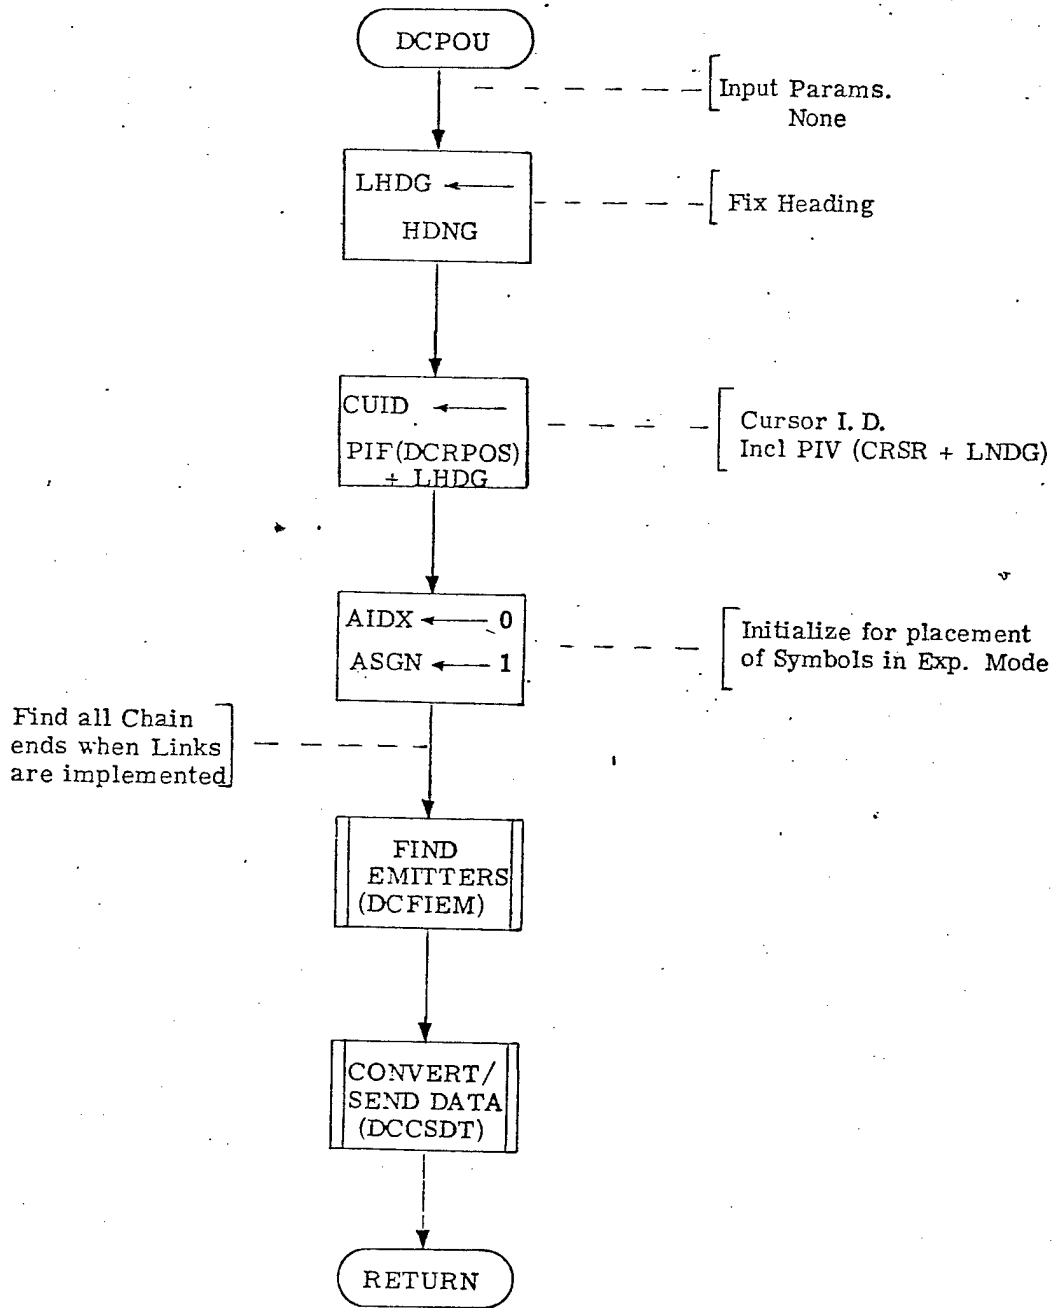 DCPOU
Input Params.
None
LHDG
HDNG
Fix Heading
CUID
PIF(DCRPOS)
+ LHDG
Cursor I. D.
Incl PIV (CRSR + LNDG)
AIDX 0
ASGN 1
Initialize for placement
of Symbols in Exp. Mode
Find all Chain
ends when Links
are implemented
FIND
EMITTERS
(DCFIEM)
CONVERT/
SEND DATA
(DCCSDT)
RETURN